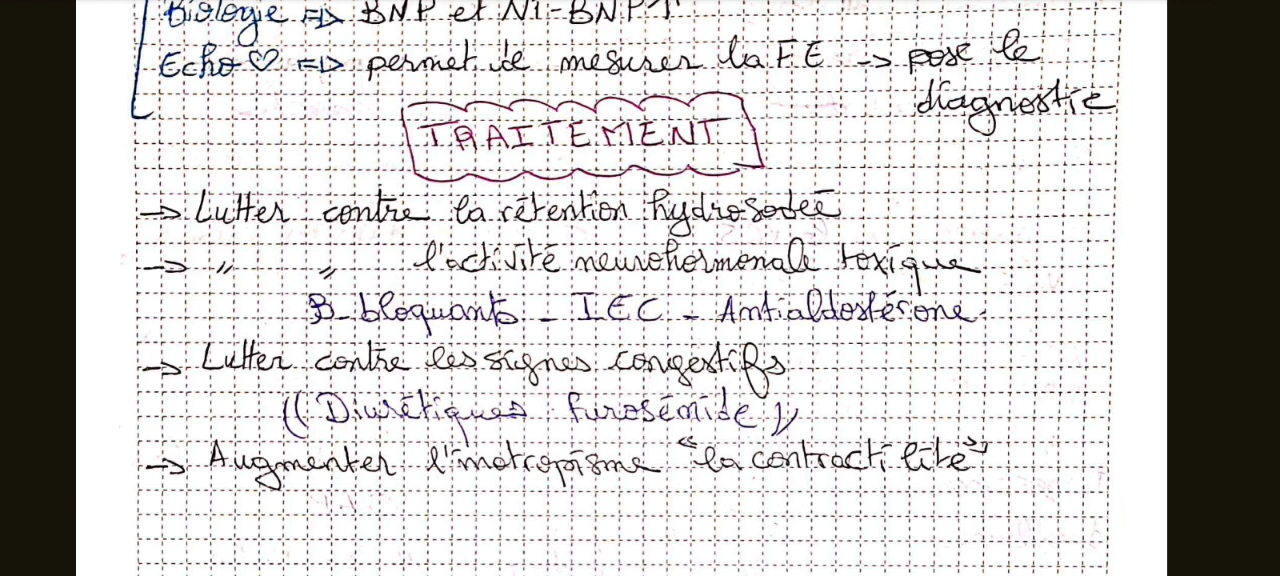 Biologie => BNP et Nt-BNP↑
Echo ♡ => permet de mesurer la FE -> pose le
diagnostic
TRAITEMENT
-> Lutter contre la rétention hydrosodée
-> " " l'activité neurohormonale toxique
B-bloquants - IEC - Antialdostérone.
-> Lutter contre les signes congestifs
(( Diurétiques furosémide ))
-> Augmenter l'inotropisme "la contractilité"